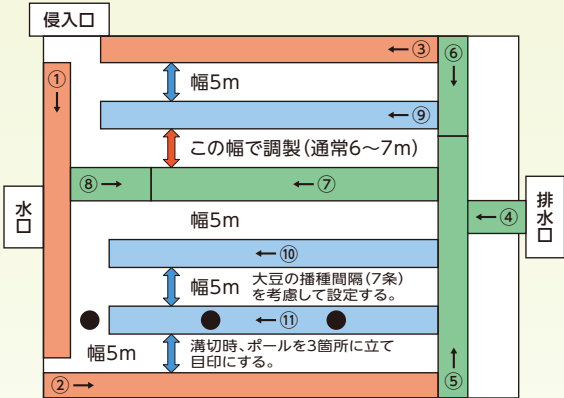 侵入口
①↓
←③
⑥↓
幅5m
←⑨
この幅で調製(通常6〜7m)
⑧→
←⑦
水口
←④
排水口
幅5m
←⑩
幅5m
大豆の播種間隔(7条)
を考慮して設定する。
←⑪
幅5m
溝切時、ポールを3箇所に立て
目印にする。
②→
↑⑤